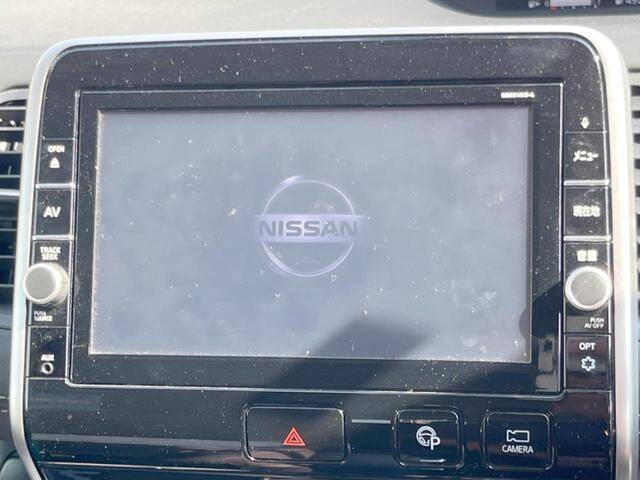 OPEN
AV
TRACK
SEEK
PUSH
SOURCE
AUX
NISSAN
メニュー
現在地
音量
PUSH
AV OFF
OPT
P
CAMERA